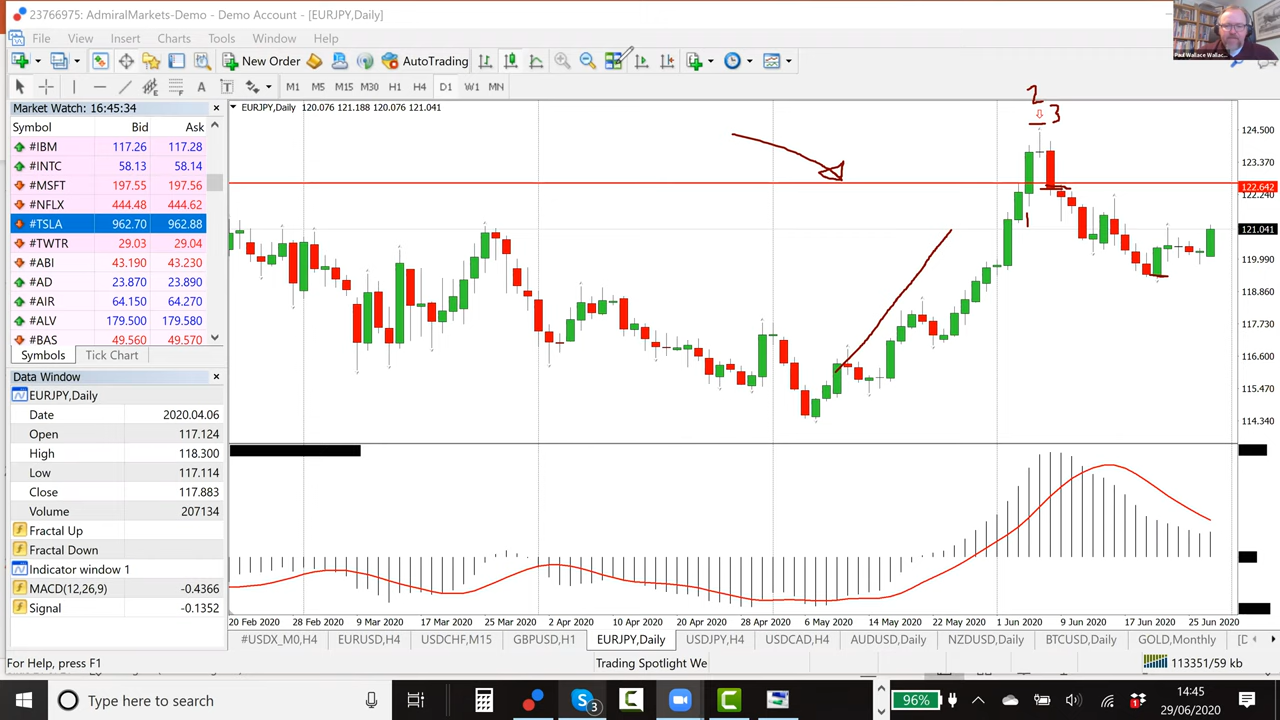 23766975: AdmiralMarkets-Demo - Demo Account - [EURJPY,Daily]
File View Insert Charts Tools Window Help
New Order AutoTrading
A T M1 M5 M15 M30 H1 H4 D1 W1 MN
Market Watch: 16:45:34
Symbol Bid Ask
#IBM 117.26 117.28
#INTC 58.13 58.14
#MSFT 197.55 197.56
#NFLX 444.48 444.62
#TSLA 962.70 962.88
#TWTR 29.03 29.04
#ABI 43.190 43.230
#AD 23.870 23.890
#AIR 64.150 64.270
#ALV 179.500 179.580
#BAS 49.560 49.570
Symbols Tick Chart
Data Window
EURJPY,Daily
Date 2020.04.06
Open 117.124
High 118.300
Low 117.114
Close 117.883
Volume 207134
Fractal Up
Fractal Down
Indicator window 1
MACD(12,26,9) -0.4366
Signal -0.1352
EURJPY,Daily 120.076 121.188 120.076 121.041
2
3
1
124.500
123.370
122.642
122.240
121.041
119.990
118.860
117.730
116.600
115.470
114.340
20 Feb 2020 28 Feb 2020 9 Mar 2020 17 Mar 2020 25 Mar 2020 2 Apr 2020 10 Apr 2020 20 Apr 2020 28 Apr 2020 6 May 2020 14 May 2020 22 May 2020 1 Jun 2020 9 Jun 2020 17 Jun 2020 25 Jun 2020
#USDX_M0,H4 EURUSD,H4 USDCHF,M15 GBPUSD,H1 EURJPY,Daily USDJPY,H4 USDCAD,H4 AUDUSD,Daily NZDUSD,Daily BTCUSD,Daily GOLD,Monthly
For Help, press F1 Trading Spotlight We 113351/59 kb
Type here to search
3
96%
1
14:45
29/06/2020